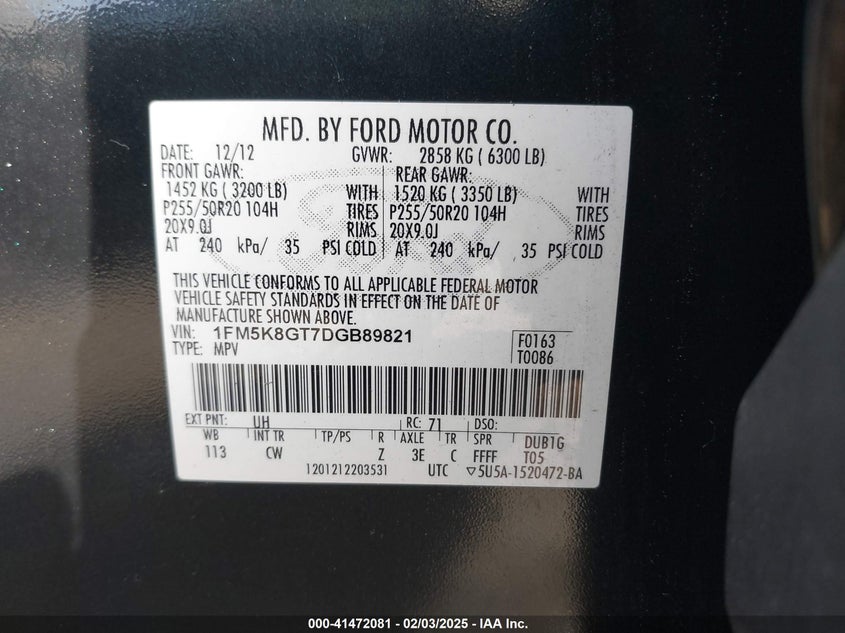 MFD. BY FORD MOTOR CO.
DATE: 12/12 GVWR: 2858 KG ( 6300 LB)
FRONT GAWR: REAR GAWR:
1452 KG ( 3200 LB) WITH 1520 KG ( 3350 LB) WITH
P255/50R20 104H TIRES P255/50R20 104H TIRES
20X9.0J RIMS 20X9.0J RIMS
AT 240 kPa/ 35 PSI COLD AT 240 kPa/ 35 PSI COLD
THIS VEHICLE CONFORMS TO ALL APPLICABLE FEDERAL MOTOR
VEHICLE SAFETY STANDARDS IN EFFECT ON THE DATE OF
MANUFACTURE SHOWN ABOVE.
VIN: 1FM5K8GT7DGB89821
TYPE: MPV
F0163
T0086
EXT PNT: UH RC: 71 DSO:
WB INT TR TP/PS R AXLE TR SPR DUB1G
113 CW Z 3E C FFFF T05
1201212203531 UTC ▽5U5A-1520472-BA
000-41472081 - 02/03/2025 - IAA Inc.